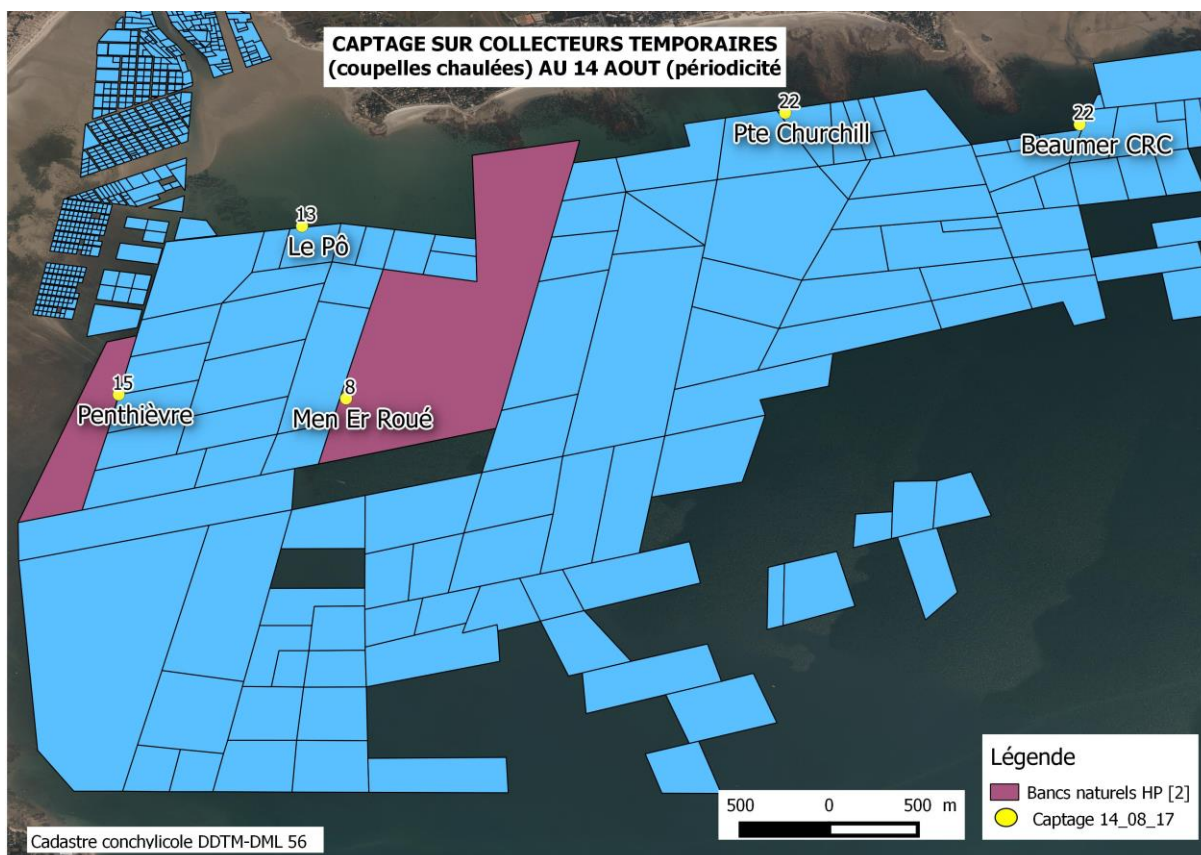 CAPTAGE SUR COLLECTEURS TEMPORAIRES
(coupelles chaulées) AU 14 AOUT (périodicité
22
Pte Churchill
22
Beaumer CRC
13
Le Pô
15
Penthièvre
8
Men Er Roué
Légende
Bancs naturels HP [2]
Captage 14_08_17
500 0 500 m
Cadastre conchylicole DDTM-DML 56